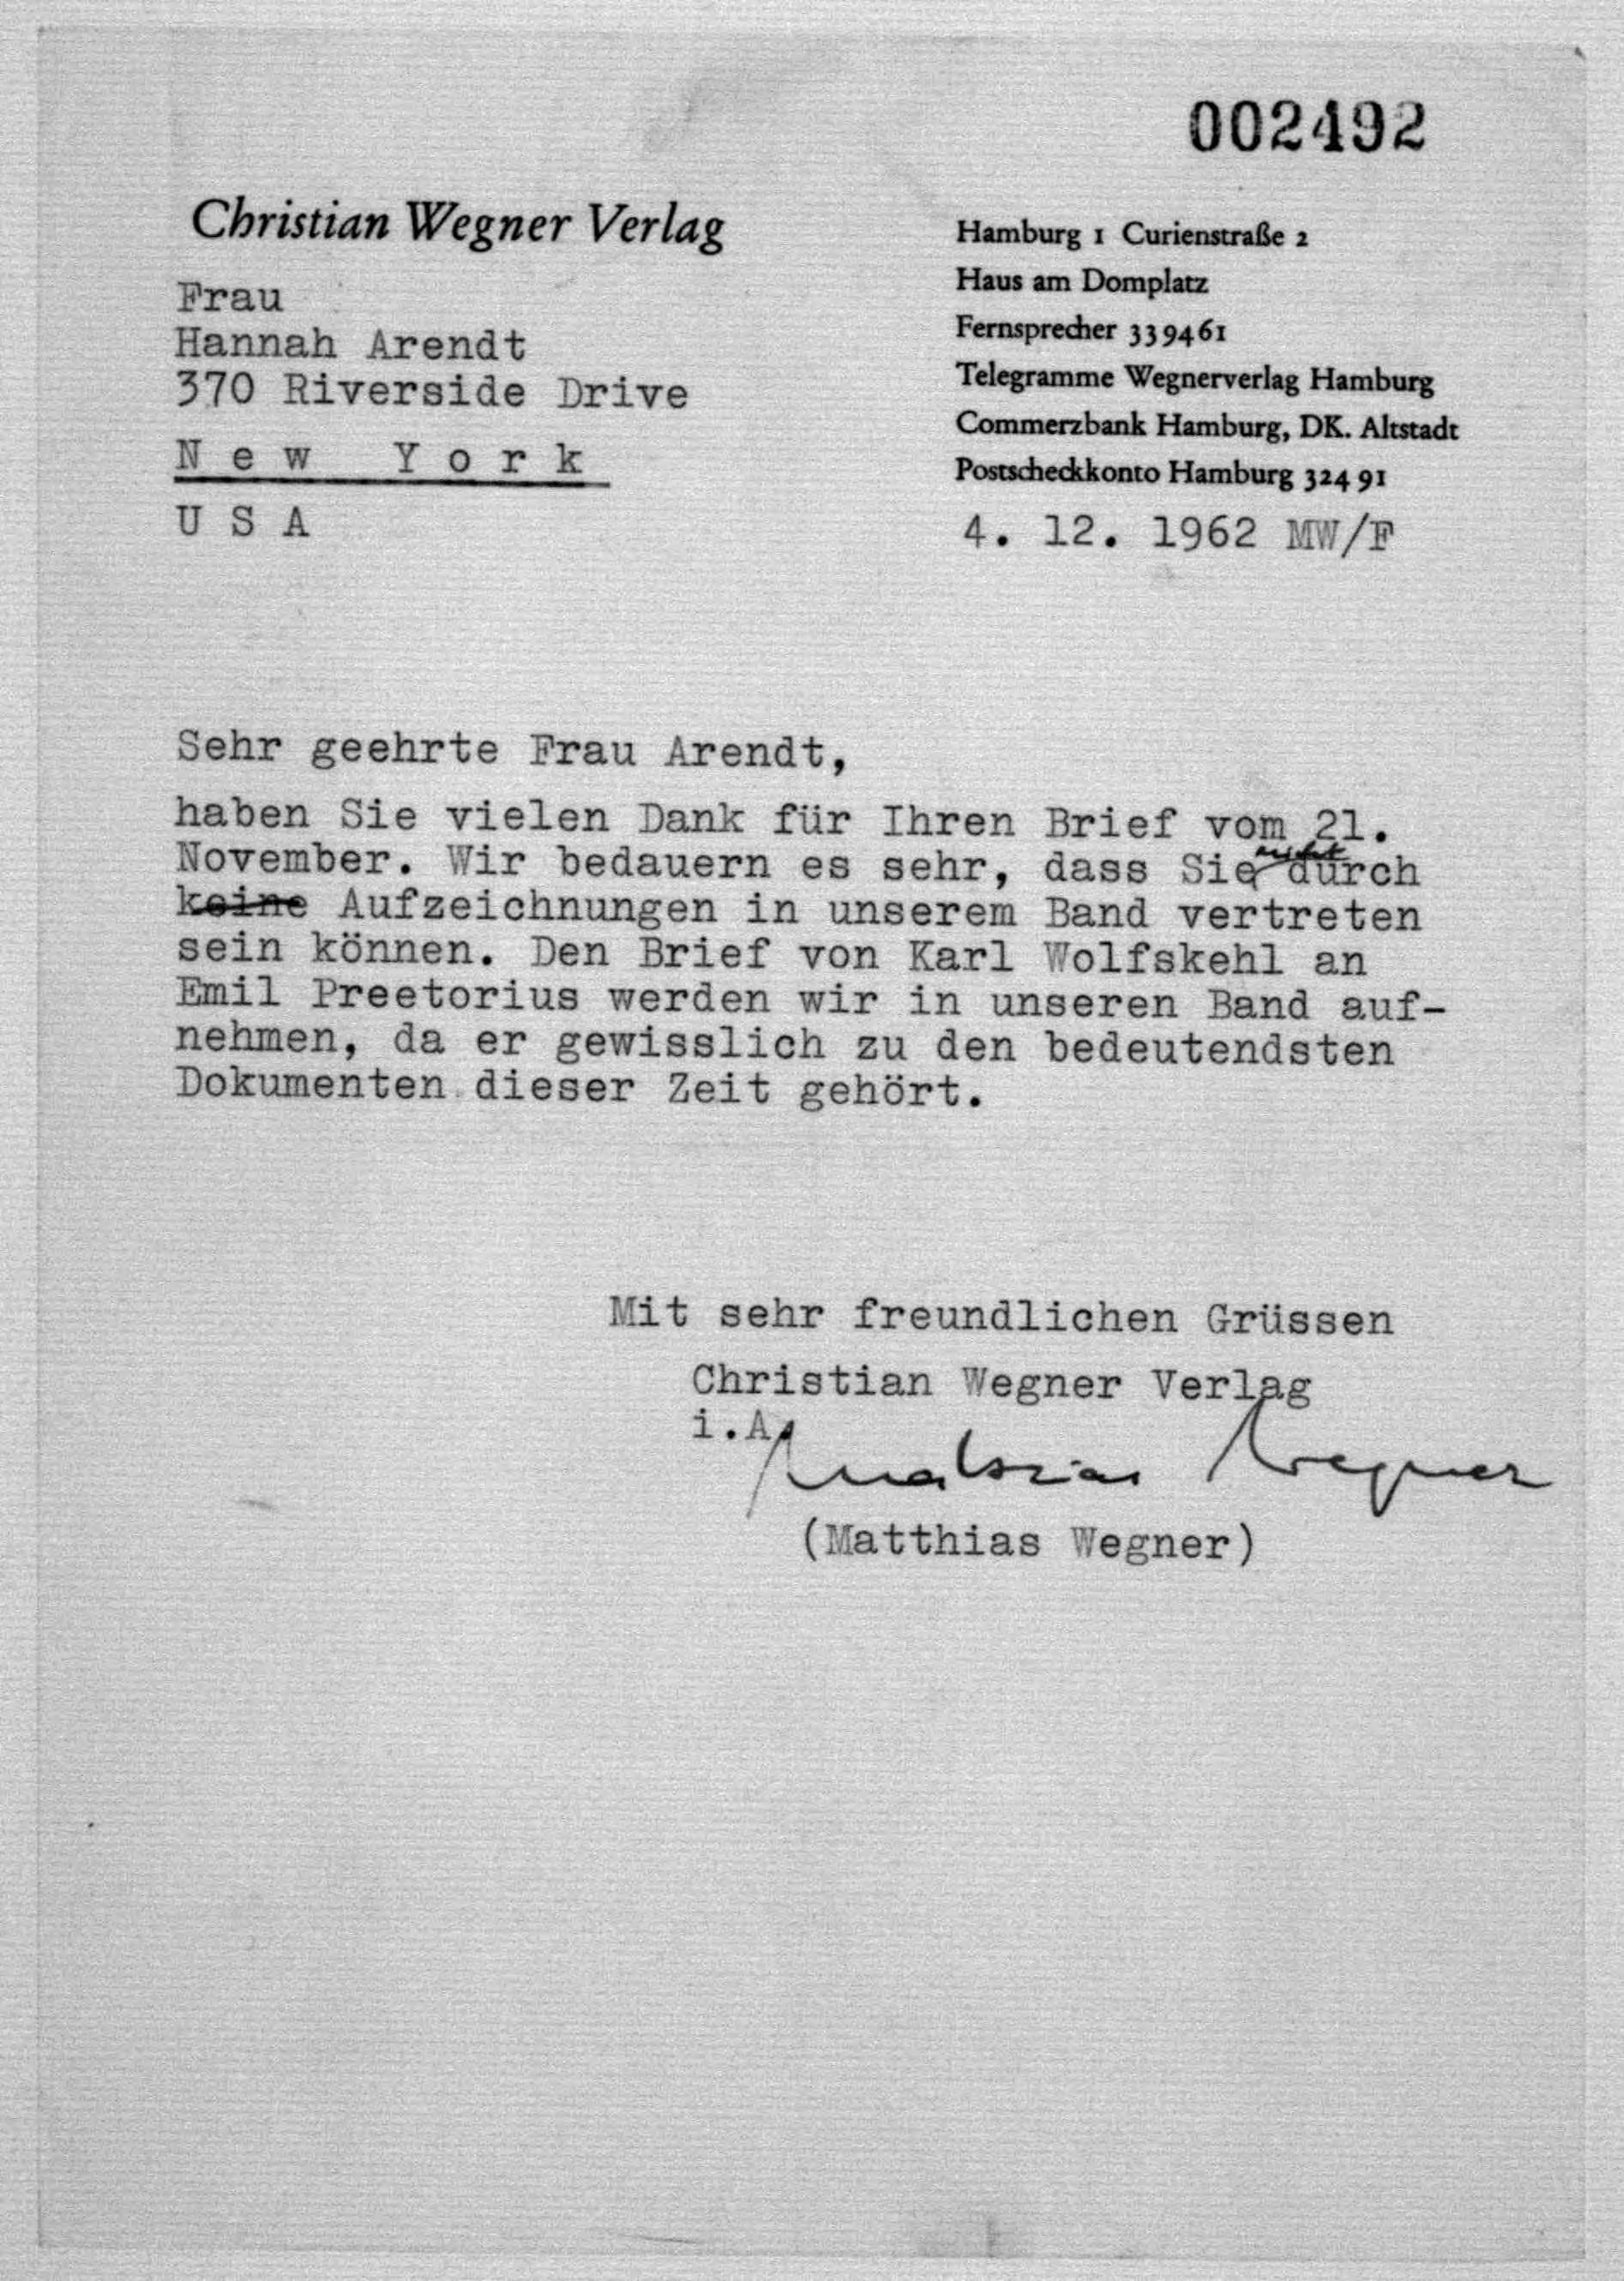 002492
Christian Wegner Verlag
Hamburg 1 Curienstraße 2
Haus am Domplatz
Fernsprecher 339461
Telegramme Wegnerverlag Hamburg
Commerzbank Hamburg, DK. Altstadt
Postscheckkonto Hamburg 324 91
Frau
Hannah Arendt
370 Riverside Drive
N e w  Y o r k
U S A
4. 12. 1962 MW/F
Sehr geehrte Frau Arendt,
haben Sie vielen Dank für Ihren Brief vom 21.
November. Wir bedauern es sehr, dass Sie nicht durch
keine Aufzeichnungen in unserem Band vertreten
sein können. Den Brief von Karl Wolfskehl an
Emil Preetorius werden wir in unseren Band auf-
nehmen, da er gewisslich zu den bedeutendsten
Dokumenten dieser Zeit gehört.
Mit sehr freundlichen Grüssen
Christian Wegner Verlag
i.A.
Matthias Wegner
(Matthias Wegner)